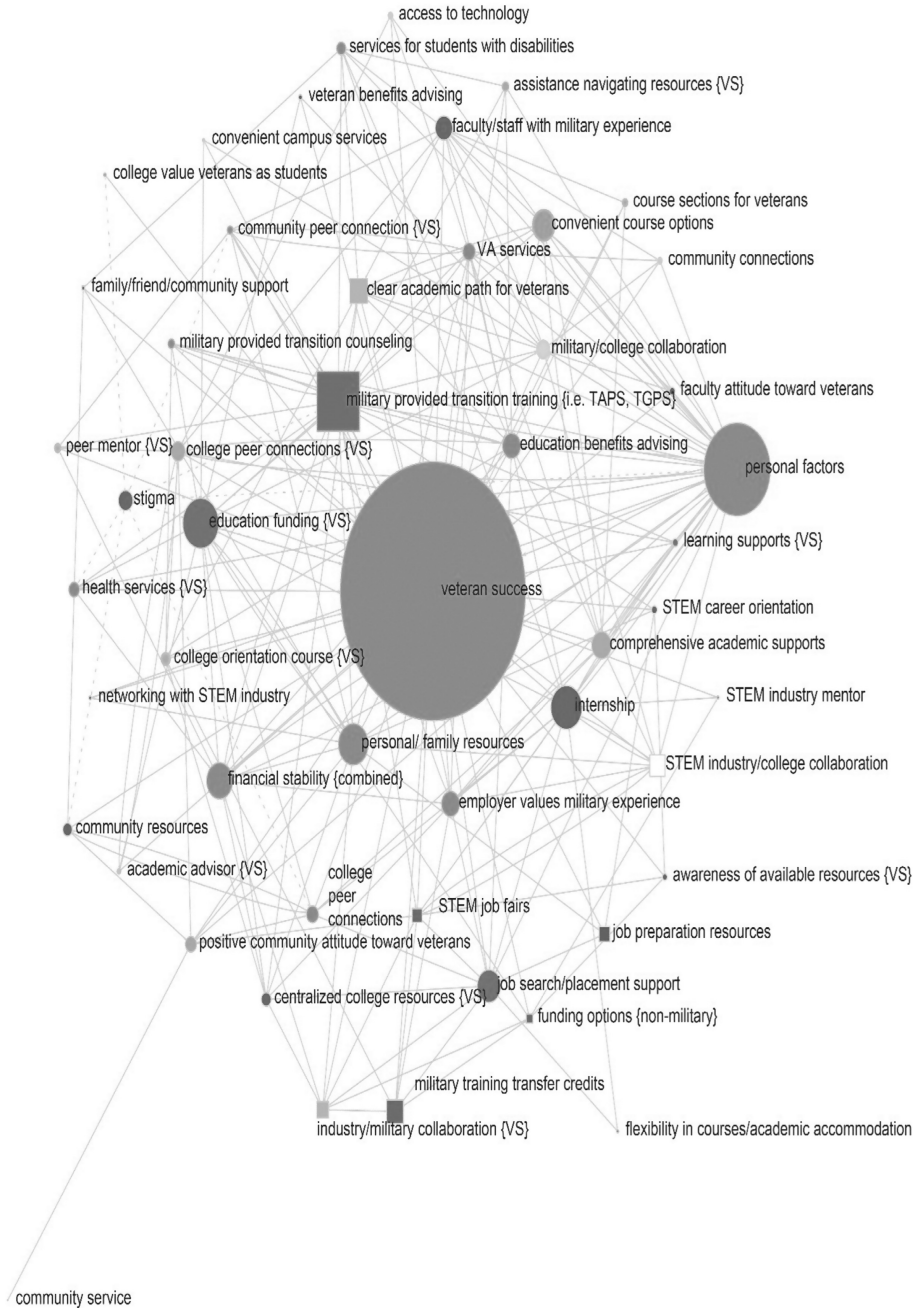 access to technology
services for students with disabilities
assistance navigating resources {VS}
veteran benefits advising
faculty/staff with military experience
convenient campus services
college value veterans as students
course sections for veterans
convenient course options
community peer connection {VS}
VA services
community connections
family/friend/community support
clear academic path for veterans
military provided transition counseling
military/college collaboration
faculty attitude toward veterans
military provided transition training {i.e. TAPS, TGPS}
peer mentor {VS}
college peer connections {VS}
education benefits advising
personal factors
stigma
education funding {VS}
learning supports {VS}
health services {VS}
veteran success
STEM career orientation
college orientation course {VS}
comprehensive academic supports
networking with STEM industry
STEM industry mentor
internship
personal/ family resources
STEM industry/college collaboration
financial stability {combined}
employer values military experience
community resources
academic advisor {VS}
college
peer
connections
awareness of available resources {VS}
STEM job fairs
job preparation resources
positive community attitude toward veterans
job search/placement support
centralized college resources {VS}
funding options {non-military}
military training transfer credits
industry/military collaboration {VS}
flexibility in courses/academic accommodation
community service